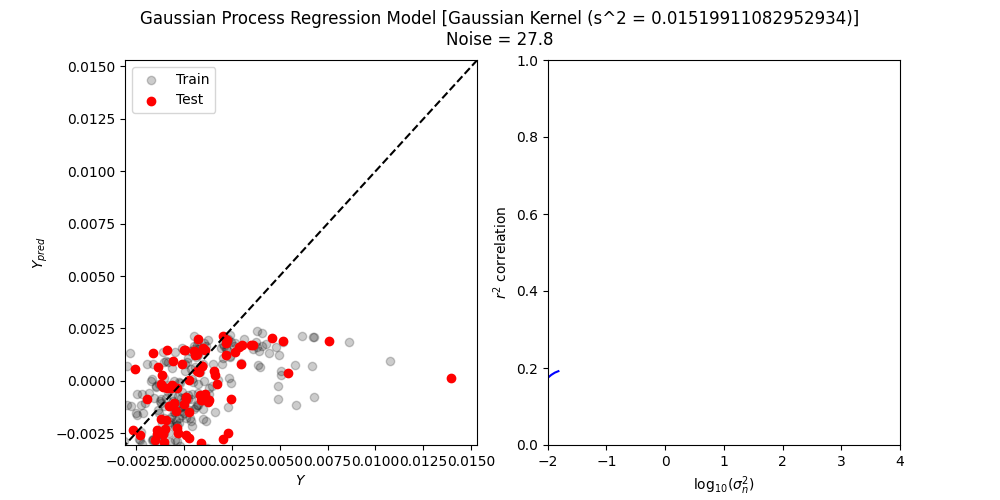 Gaussian Process Regression Model [Gaussian Kernel (s^2 = 0.01519911082952934)]
Noise = 27.8
Train
Test
0.0150
0.0125
0.0100
0.0075
0.0050
0.0025
0.0000
−0.0025
Y_pred
−0.0025 0.0000 0.0025 0.0050 0.0075 0.0100 0.0125 0.0150
Y
1.0
0.8
0.6
0.4
0.2
0.0
r² correlation
−2 −1 0 1 2 3 4
log₁₀(σₙ²)